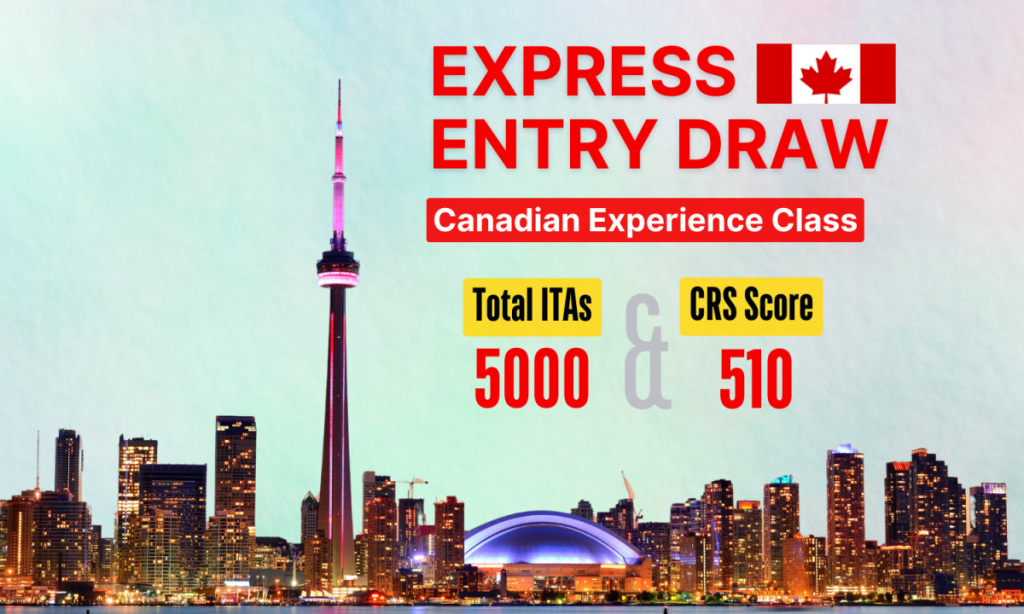 EXPRESS
ENTRY DRAW
Canadian Experience Class
Total ITAs & CRS Score
5000 510